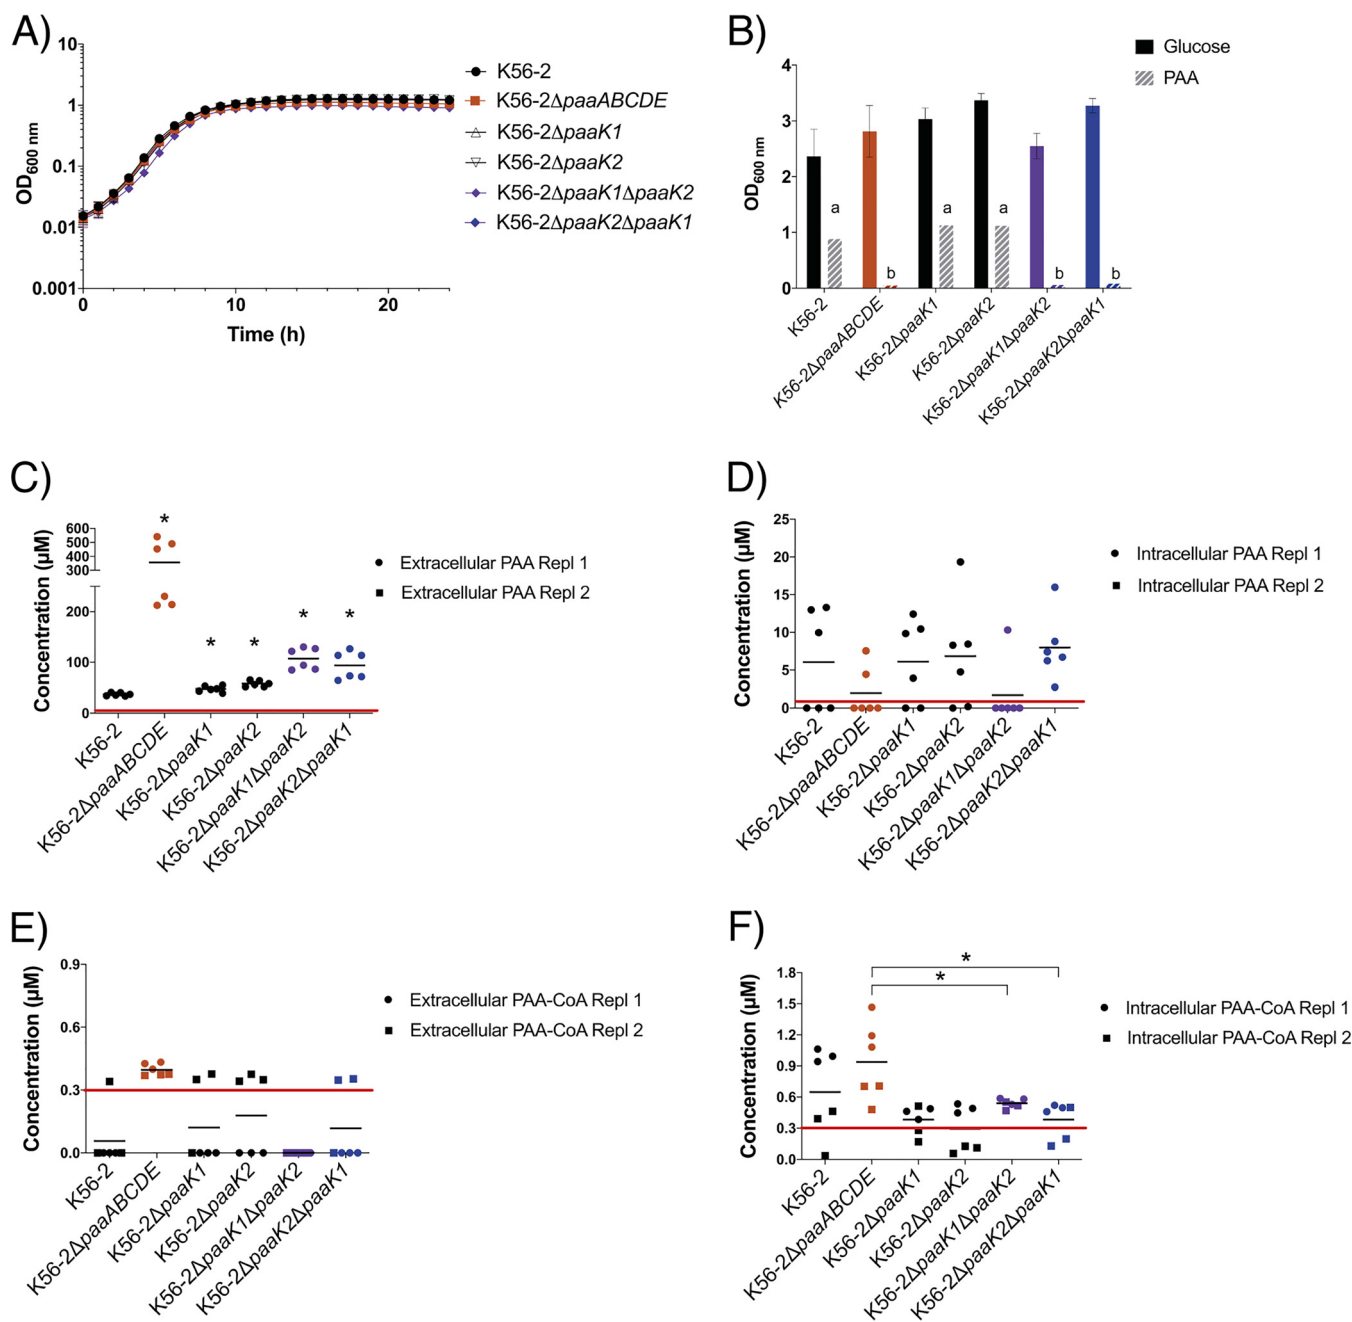 A)
10
1
0.1
0.01
0.001
OD600 nm
0
10
20
Time (h)
K56-2
K56-2ΔpaaABCDE
K56-2ΔpaaK1
K56-2ΔpaaK2
K56-2ΔpaaK1ΔpaaK2
K56-2ΔpaaK2ΔpaaK1
B)
Glucose
PAA
4
3
2
1
0
OD600 nm
a
b
a
a
b
b
K56-2
K56-2ΔpaaABCDE
K56-2ΔpaaK1
K56-2ΔpaaK2
K56-2ΔpaaK1ΔpaaK2
K56-2ΔpaaK2ΔpaaK1
C)
Concentration (µM)
600
500
400
300
200
100
0
*
*
*
*
*
Extracellular PAA Repl 1
Extracellular PAA Repl 2
K56-2
K56-2ΔpaaABCDE
K56-2ΔpaaK1
K56-2ΔpaaK2
K56-2ΔpaaK1ΔpaaK2
K56-2ΔpaaK2ΔpaaK1
D)
Concentration (µM)
25
20
15
10
5
0
Intracellular PAA Repl 1
Intracellular PAA Repl 2
K56-2
K56-2ΔpaaABCDE
K56-2ΔpaaK1
K56-2ΔpaaK2
K56-2ΔpaaK1ΔpaaK2
K56-2ΔpaaK2ΔpaaK1
E)
Concentration (µM)
0.9
0.6
0.3
0.0
Extracellular PAA-CoA Repl 1
Extracellular PAA-CoA Repl 2
K56-2
K56-2ΔpaaABCDE
K56-2ΔpaaK1
K56-2ΔpaaK2
K56-2ΔpaaK1ΔpaaK2
K56-2ΔpaaK2ΔpaaK1
F)
Concentration (µM)
1.8
1.5
1.2
0.9
0.6
0.3
0.0
*
*
Intracellular PAA-CoA Repl 1
Intracellular PAA-CoA Repl 2
K56-2
K56-2ΔpaaABCDE
K56-2ΔpaaK1
K56-2ΔpaaK2
K56-2ΔpaaK1ΔpaaK2
K56-2ΔpaaK2ΔpaaK1